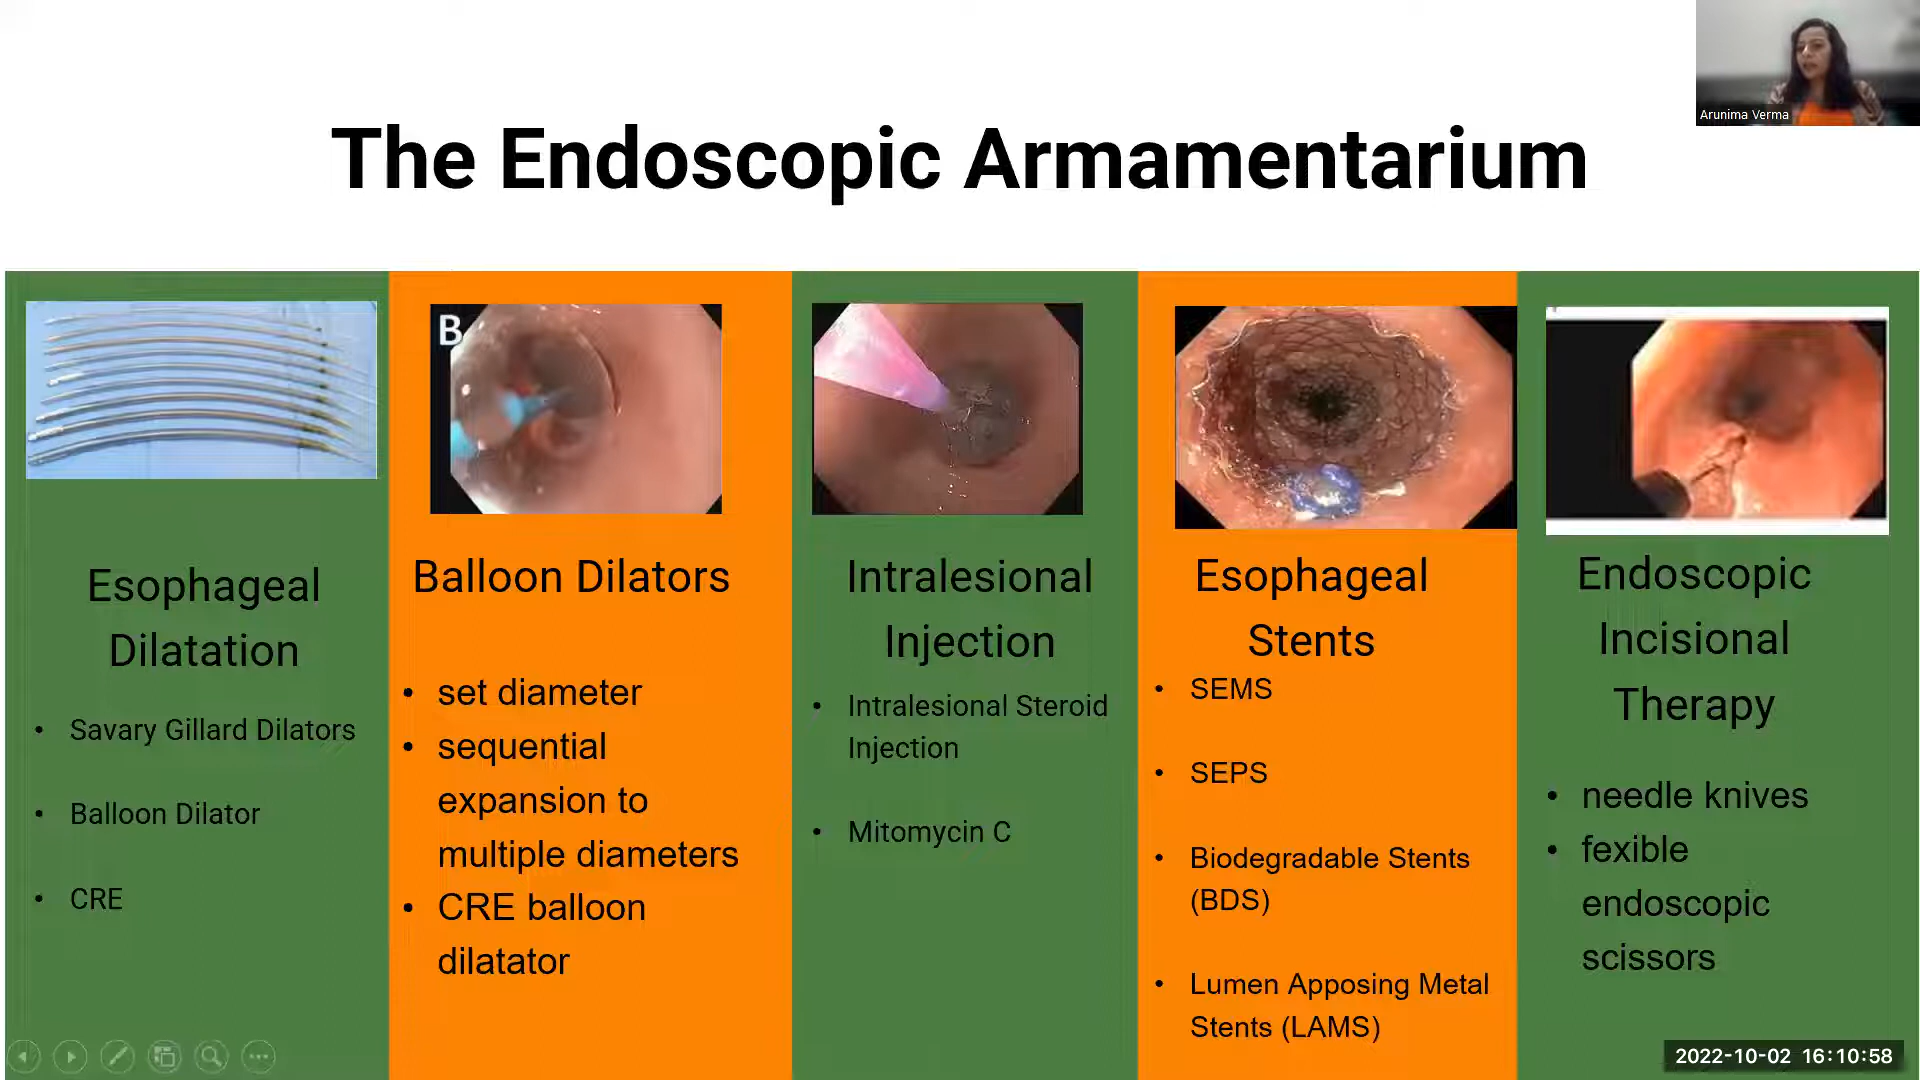 Arunima Verma
The Endoscopic Armamentarium
B
Esophageal
Dilatation
• Savary Gillard Dilators
• Balloon Dilator
• CRE
Balloon Dilators
• set diameter
• sequential
expansion to
multiple diameters
• CRE balloon
dilatator
Intralesional
Injection
• Intralesional Steroid
Injection
• Mitomycin C
Esophageal
Stents
• SEMS
• SEPS
• Biodegradable Stents
(BDS)
• Lumen Apposing Metal
Stents (LAMS)
Endoscopic
Incisional
Therapy
• needle knives
• fexible
endoscopic
scissors
2022-10-02 16:10:58